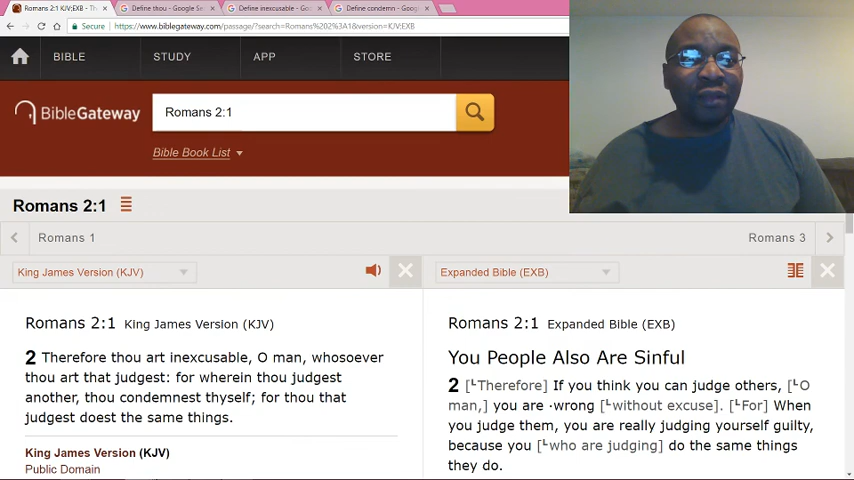 Romans 2:1 KJV;EXB - Th
Define thou - Google Se
Define inexcusable - Goo
Define condemn - Goog
Secure
https://www.biblegateway.com/passage/?search=Romans%202%3A1&version=KJV;EXB
BIBLE
STUDY
APP
STORE
BibleGateway
Romans 2:1
Bible Book List
Romans 2:1
Romans 1
Romans 3
King James Version (KJV)
Expanded Bible (EXB)
Romans 2:1 King James Version (KJV)
2 Therefore thou art inexcusable, O man, whosoever
thou art that judgest: for wherein thou judgest
another, thou condemnest thyself; for thou that
judgest doest the same things.
King James Version (KJV)
Public Domain
Romans 2:1 Expanded Bible (EXB)
You People Also Are Sinful
2 [└Therefore] If you think you can judge others, [└O
man,] you are ·wrong [└without excuse]. [└For] When
you judge them, you are really judging yourself guilty,
because you [└who are judging] do the same things
they do.